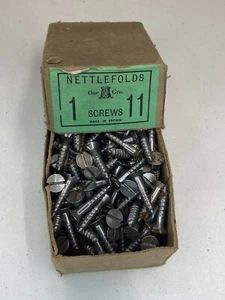 NETTLEFOLDS
One Gro.
1 SCREWS 11
MADE IN BRITAIN